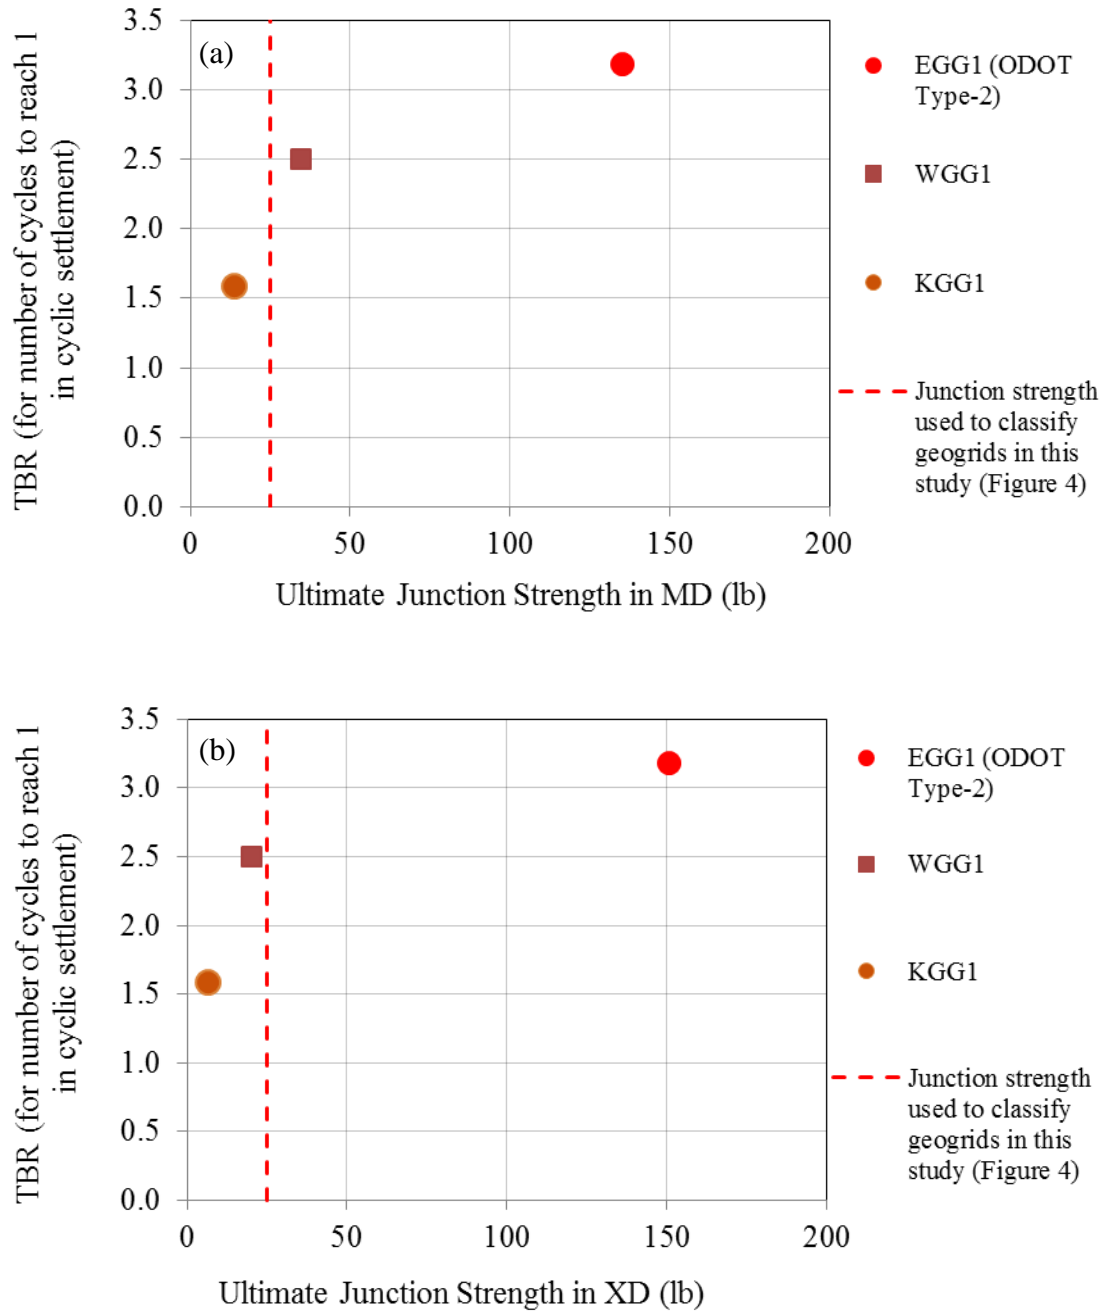 (a)
TBR (for number of cycles to reach 1
in cyclic settlement)
3.5
3.0
2.5
2.0
1.5
1.0
0.5
0.0
0
50
100
150
200
Ultimate Junction Strength in MD (lb)
EGG1 (ODOT
Type-2)
WGG1
KGG1
Junction strength
used to classify
geogrids in this
study (Figure 4)
(b)
TBR (for number of cycles to reach 1
in cyclic settlement)
3.5
3.0
2.5
2.0
1.5
1.0
0.5
0.0
0
50
100
150
200
Ultimate Junction Strength in XD (lb)
EGG1 (ODOT
Type-2)
WGG1
KGG1
Junction strength
used to classify
geogrids in this
study (Figure 4)